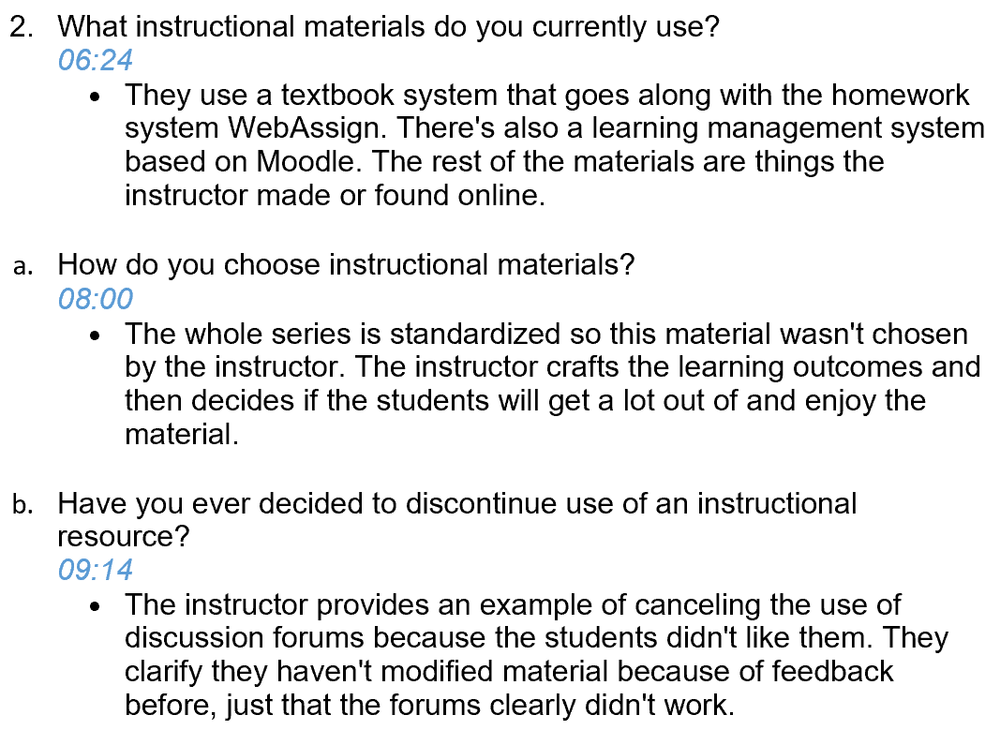 2. What instructional materials do you currently use?
06:24
• They use a textbook system that goes along with the homework
system WebAssign. There's also a learning management system
based on Moodle. The rest of the materials are things the
instructor made or found online.
a. How do you choose instructional materials?
08:00
• The whole series is standardized so this material wasn't chosen
by the instructor. The instructor crafts the learning outcomes and
then decides if the students will get a lot out of and enjoy the
material.
b. Have you ever decided to discontinue use of an instructional
resource?
09:14
• The instructor provides an example of canceling the use of
discussion forums because the students didn't like them. They
clarify they haven't modified material because of feedback
before, just that the forums clearly didn't work.